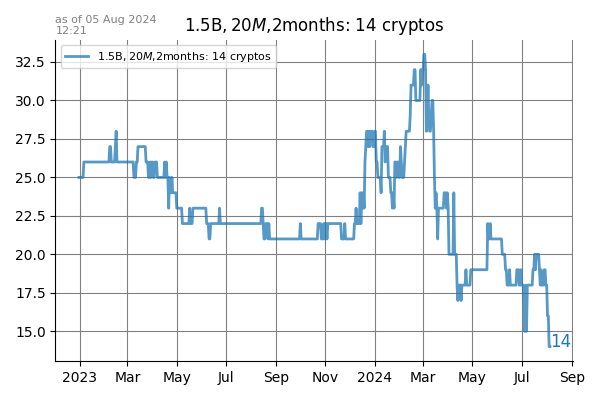 as of 05 Aug 2024
12:21
1.5B, 20M,2months: 14 cryptos
1.5B, 20M,2months: 14 cryptos
32.5
30.0
27.5
25.0
22.5
20.0
17.5
15.0
14
2023 Mar May Jul Sep Nov 2024 Mar May Jul Sep